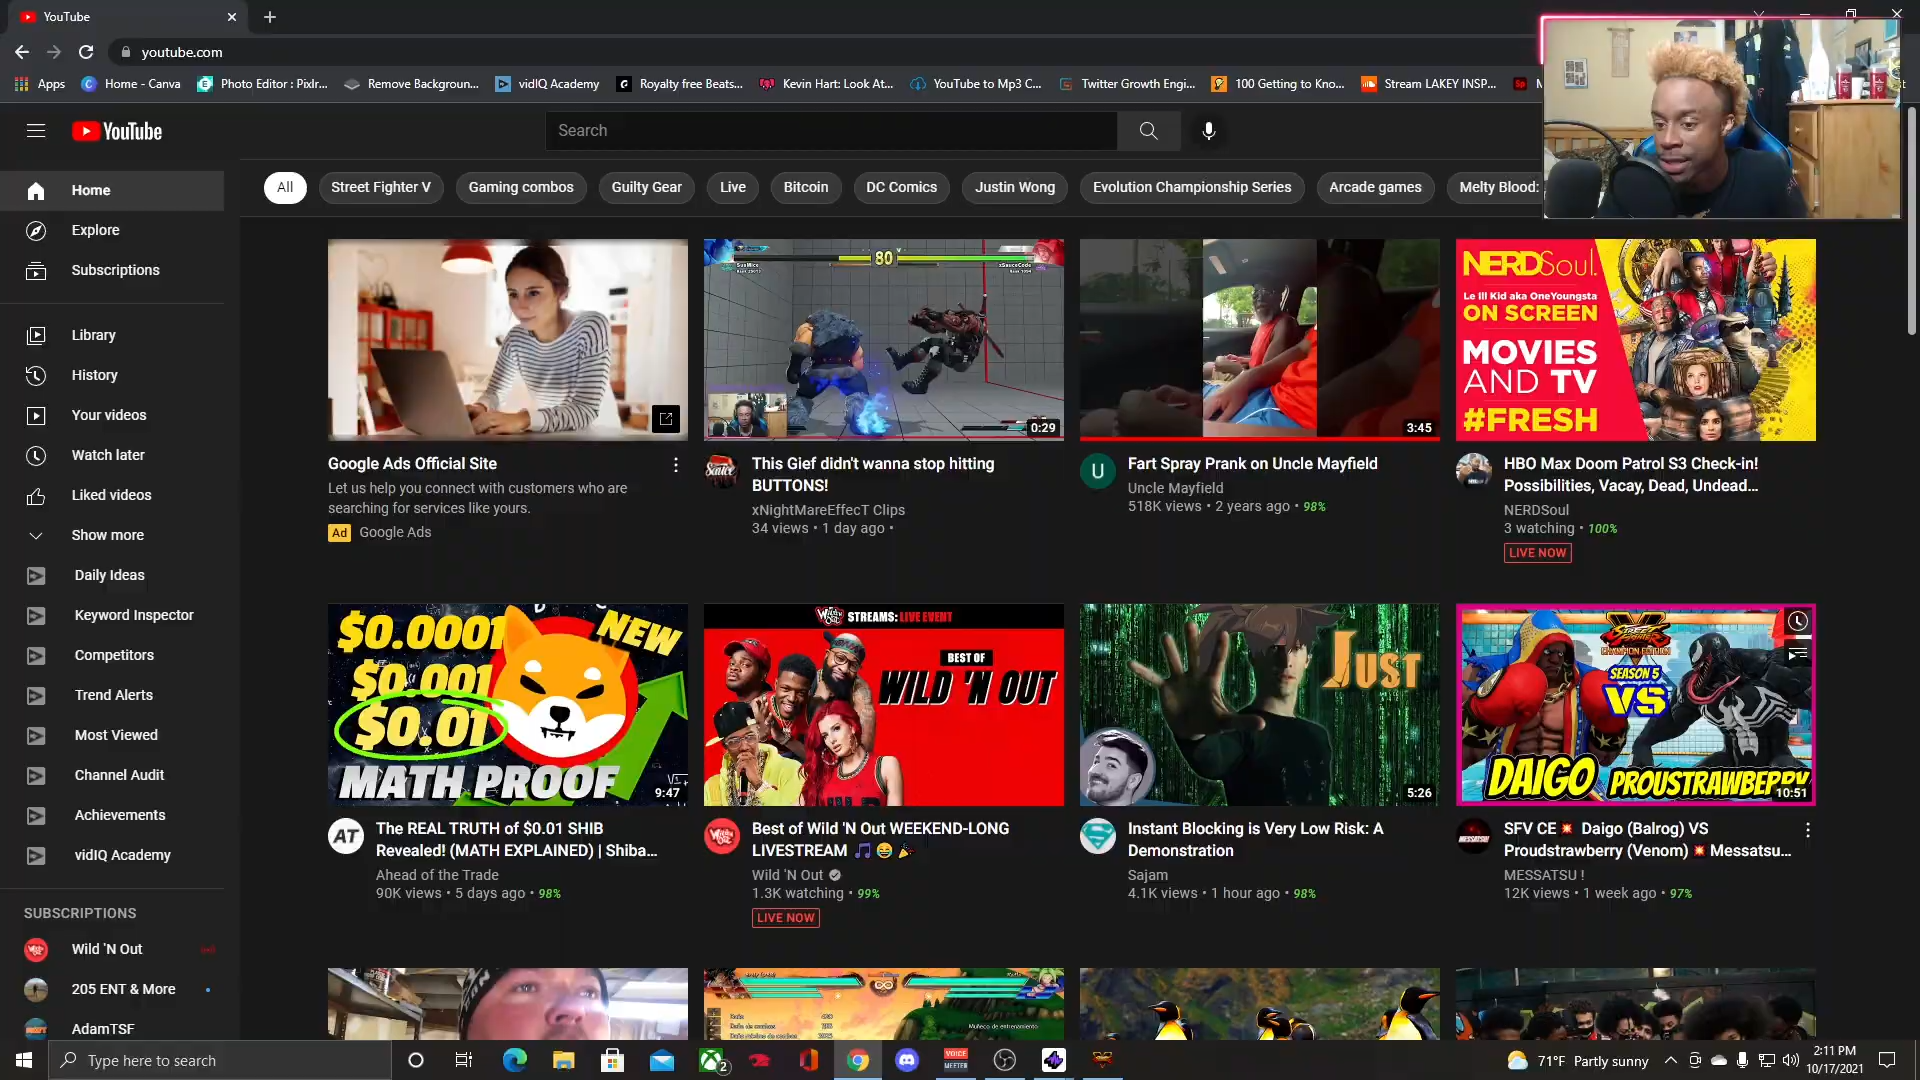 YouTube
youtube.com
Apps
Home - Canva
Photo Editor : Pixlr...
Remove Backgroun...
vidIQ Academy
Royalty free Beats...
Kevin Hart: Look At...
YouTube to Mp3 C...
Twitter Growth Engi...
100 Getting to Kno...
Stream LAKEY INSP...
YouTube
Search
Home
Explore
Subscriptions
Library
History
Your videos
Watch later
Liked videos
Show more
Daily Ideas
Keyword Inspector
Competitors
Trend Alerts
Most Viewed
Channel Audit
Achievements
vidIQ Academy
SUBSCRIPTIONS
Wild 'N Out
205 ENT & More
AdamTSF
All
Street Fighter V
Gaming combos
Guilty Gear
Live
Bitcoin
DC Comics
Justin Wong
Evolution Championship Series
Arcade games
Melty Blood:
Google Ads Official Site
Let us help you connect with customers who are
searching for services like yours.
Ad Google Ads
80
0:29
This Gief didn't wanna stop hitting
BUTTONS!
xNightMareEffecT Clips
34 views • 1 day ago •
3:45
U
Fart Spray Prank on Uncle Mayfield
Uncle Mayfield
518K views • 2 years ago • 98%
NERDSoul.
Le Ill Kid aka OneYoungsta
ON SCREEN
MOVIES
AND TV
#FRESH
HBO Max Doom Patrol S3 Check-in!
Possibilities, Vacay, Dead, Undead...
NERDSoul
3 watching • 100%
LIVE NOW
$0.0001
NEW
$0.001
$0.01
MATH PROOF
9:47
AT
The REAL TRUTH of $0.01 SHIB
Revealed! (MATH EXPLAINED) | Shiba...
Ahead of the Trade
90K views • 5 days ago • 98%
STREAMS: LIVE EVENT
BEST OF
WILD 'N OUT
Best of Wild 'N Out WEEKEND-LONG
LIVESTREAM 🎵😂🎉
Wild 'N Out
1.3K watching • 99%
LIVE NOW
JUST
5:26
Instant Blocking is Very Low Risk: A
Demonstration
Sajam
4.1K views • 1 hour ago • 98%
STREET FIGHTER V
CHAMPION EDITION
SEASON 5
VS
DAIGO PROUSTRAWBERRY
10:51
SFV CE💥 Daigo (Balrog) VS
Proudstrawberry (Venom) 💥 Messatsu...
MESSATSU !
12K views • 1 week ago • 97%
Type here to search
2
VOICE
MEETER
71°F Partly sunny
2:11 PM
10/17/2021